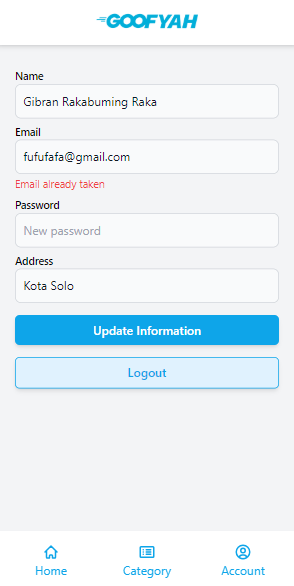 GOOFYAH
Name
Gibran Rakabuming Raka
Email
fufufafa@gmail.com
Email already taken
Password
New password
Address
Kota Solo
Update Information
Logout
Home Category Account